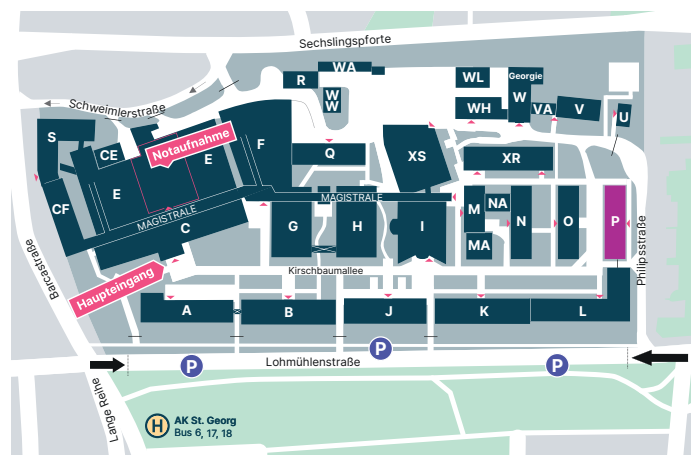 Sechslingspforte
WA
R
W
W
WL
Georgie
W
WH
VA
V
U
Schweimlerstraße
S
CE
Notaufnahme
E
E
F
Q
XS
XR
CF
MAGISTRALE
MAGISTRALE
C
G
H
I
M
NA
MA
N
O
P
Philipsstraße
Barcastraße
Haupteingang
Kirschbaumallee
A
B
J
K
L
P
P
P
Lohmühlenstraße
Lange Reihe
H
AK St. Georg
Bus 6, 17, 18